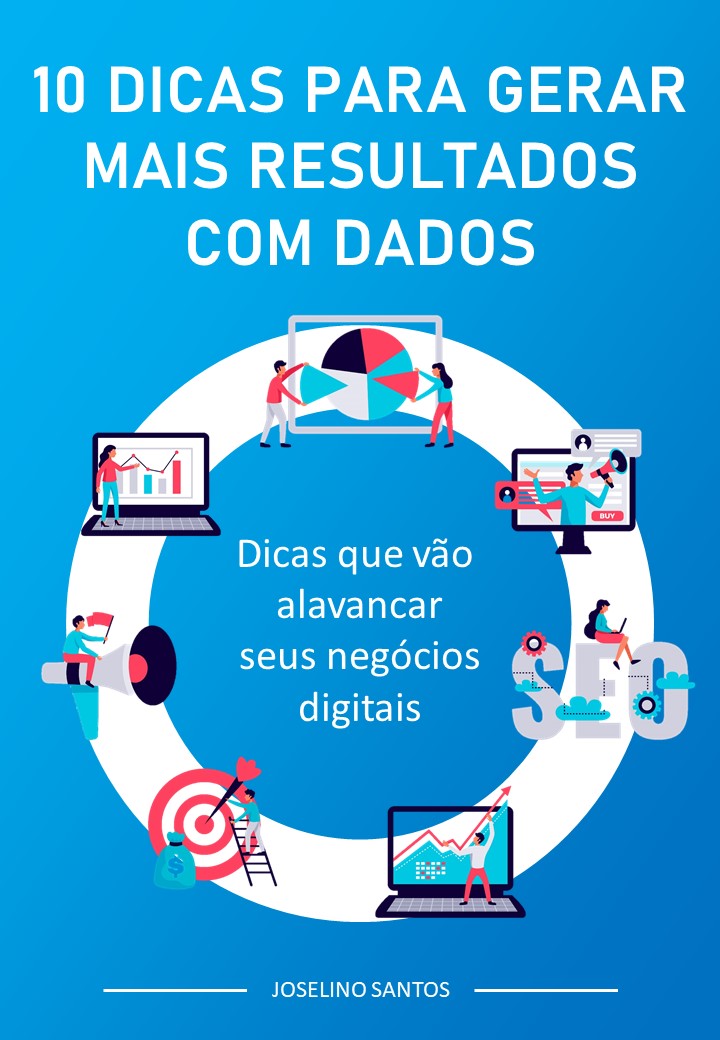 10 DICAS PARA GERAR
MAIS RESULTADOS
COM DADOS
BUY
Dicas que vão
alavancar
seus negócios
digitais
SEO
$
JOSELINO SANTOS